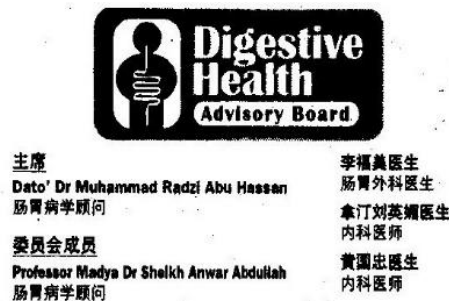 Digestive
Health
Advisory Board
主席
Dato' Dr Muhammad Radzi Abu Hassan
肠胃病学顾问
委员会成员
Professor Madya Dr Sheikh Anwar Abdullah
肠胃病学顾问
李福美医生
肠胃外科医生
拿汀刘英媚医生
内科医师
黄国忠医生
内科医师